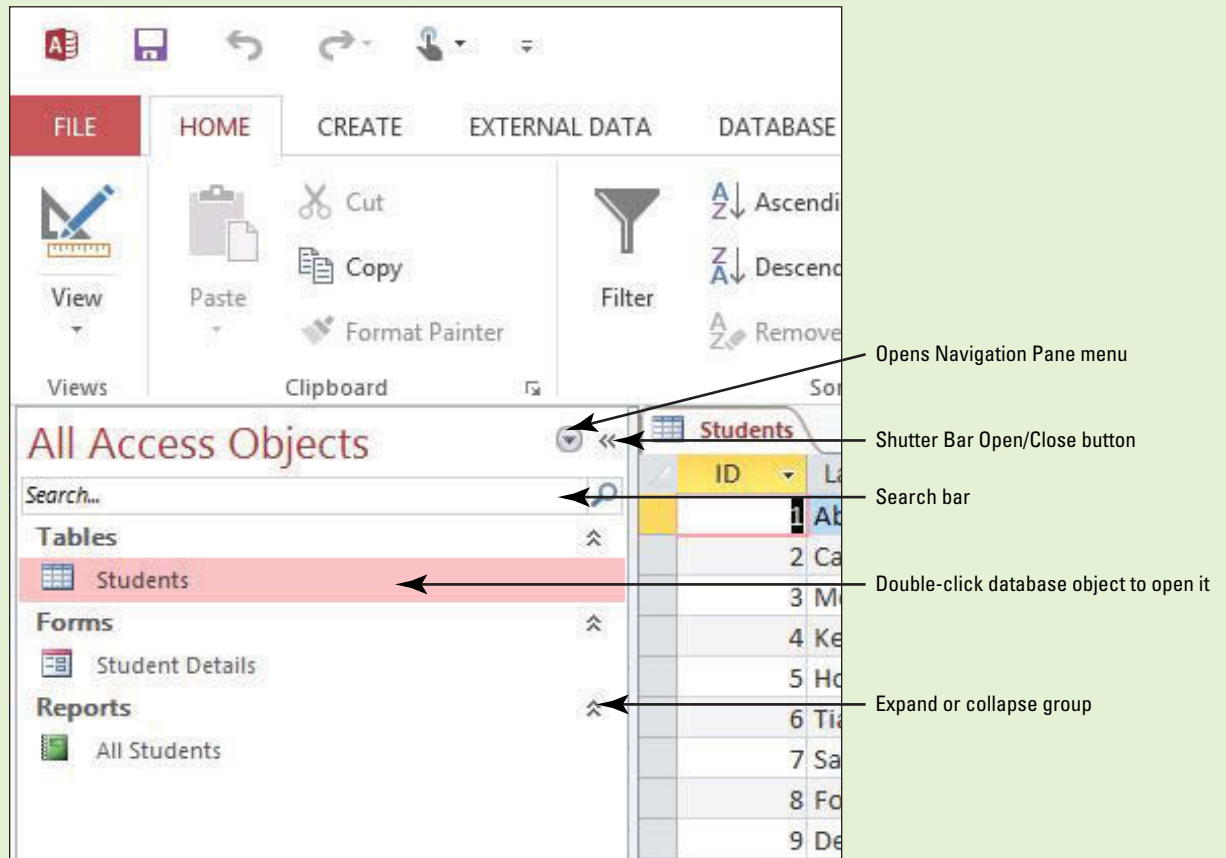 FILE HOME CREATE EXTERNAL DATA DATABASE
Cut
Copy
Format Painter
View
Paste
Filter
Views
Clipboard
All Access Objects
Search...
Tables
Students
Forms
Student Details
Reports
All Students
Students
ID
1
2
3
4
5
6
7
8
9
Opens Navigation Pane menu
Shutter Bar Open/Close button
Search bar
Double-click database object to open it
Expand or collapse group